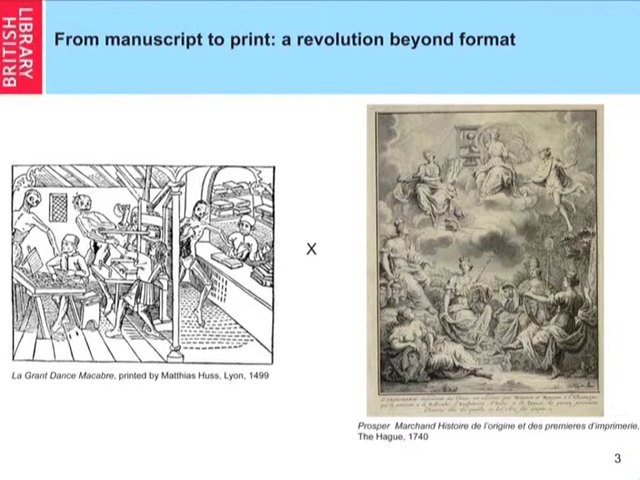 BRITISH
LIBRARY
From manuscript to print: a revolution beyond format
X
La Grant Dance Macabre, printed by Matthias Huss, Lyon, 1499
Prosper Marchand Histoire de l'origine et des premieres d'imprimerie,
The Hague, 1740
3